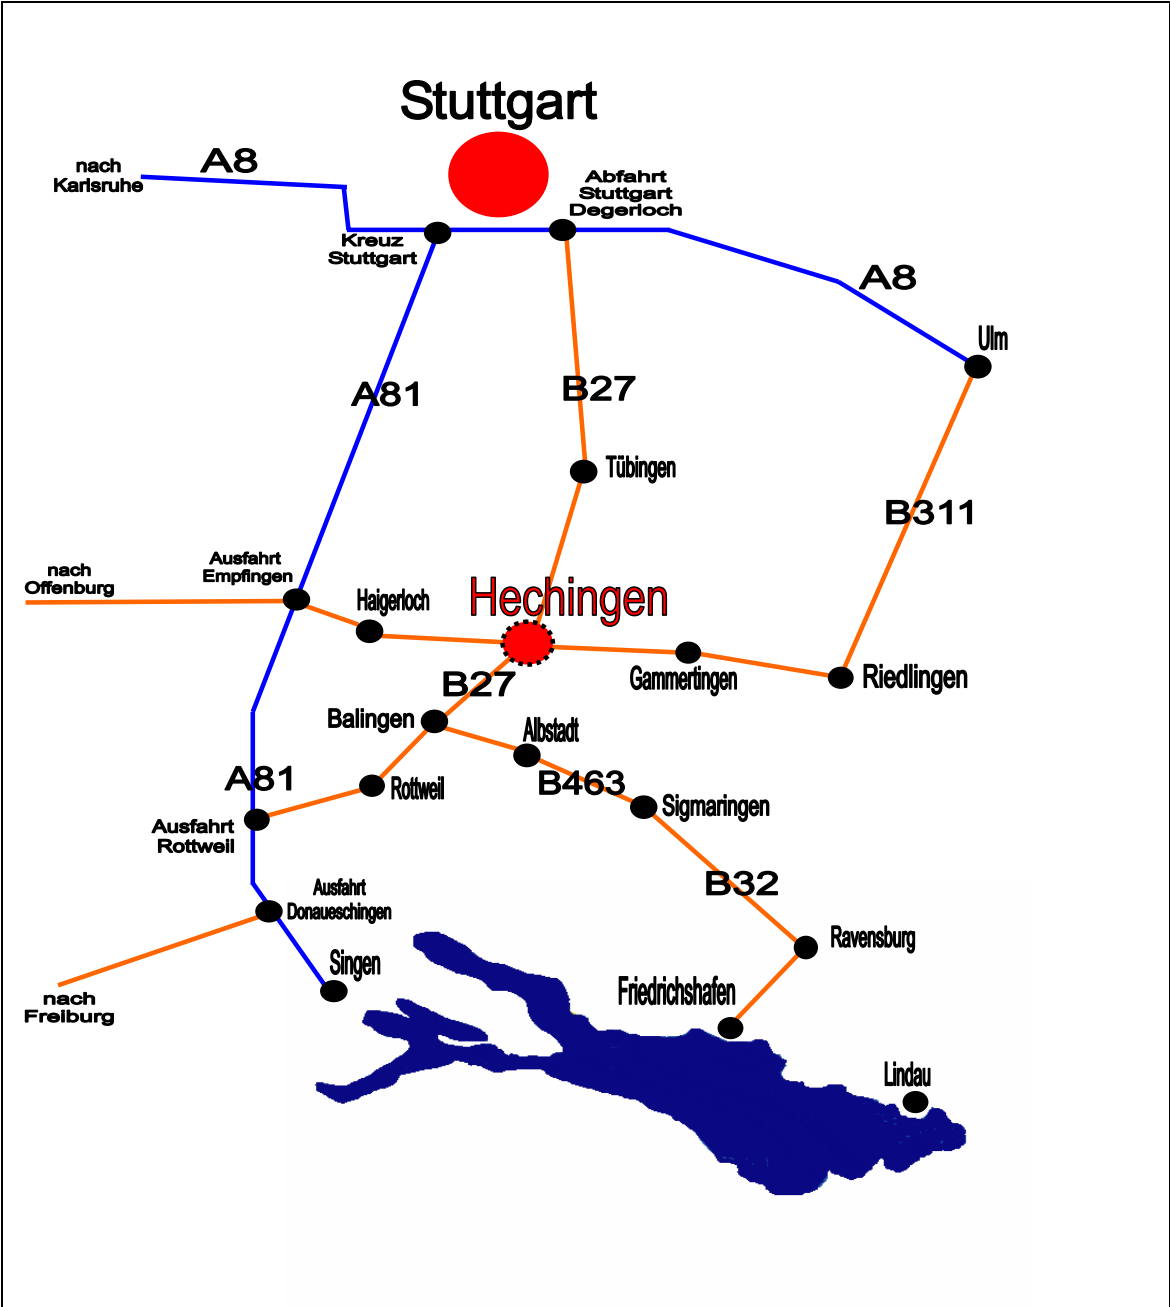 Stuttgart
A8
nach
Karlsruhe
Abfahrt
Stuttgart
Degerloch
Kreuz
Stuttgart
A8
Ulm
A81
B27
Tübingen
B311
Ausfahrt
Empfingen
nach
Offenburg
Haigerloch
Hechingen
Gammertingen
Riedlingen
B27
Balingen
Albstadt
A81
Rottweil
B463
Sigmaringen
Ausfahrt
Rottweil
B32
Ausfahrt
Donaueschingen
Ravensburg
Singen
Friedrichshafen
nach
Freiburg
Lindau